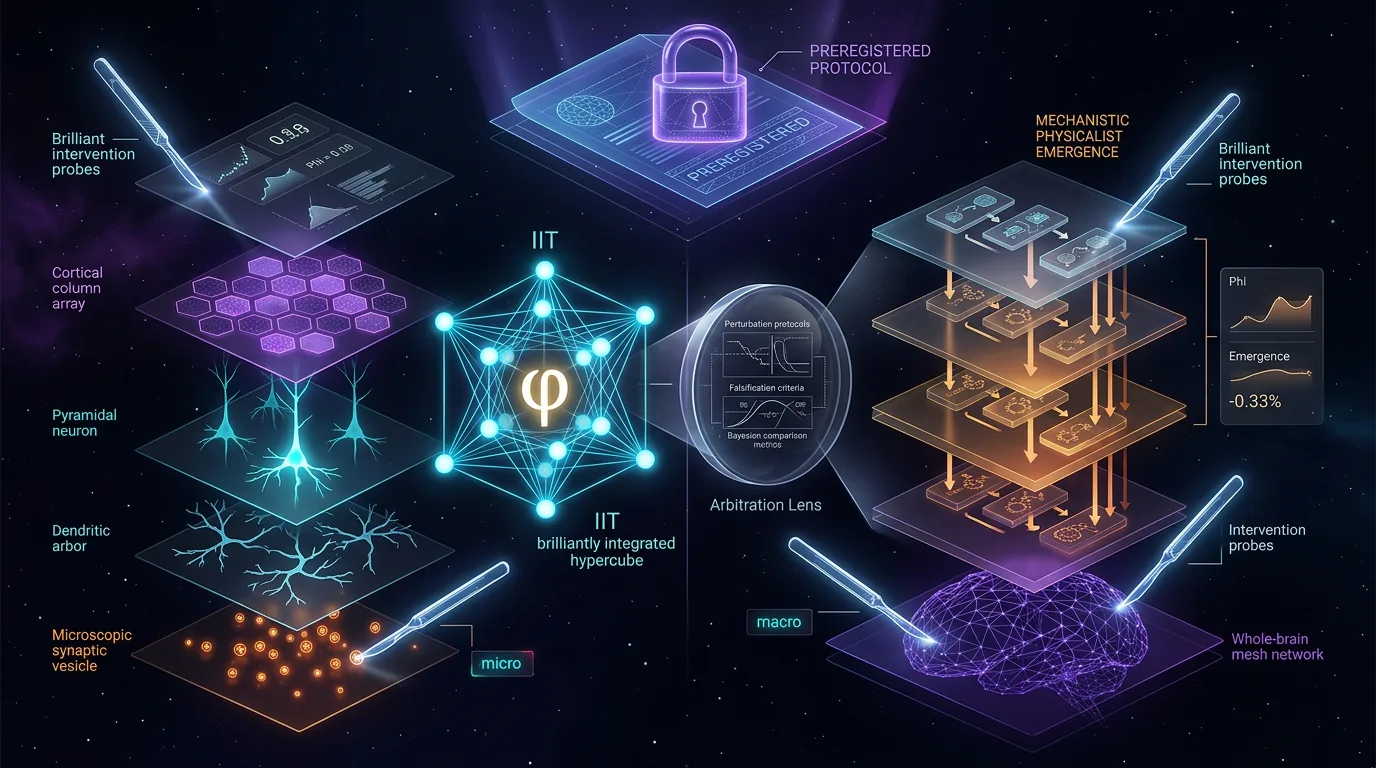 PREREGISTERED
PROTOCOL
PREREGISTERED
Brilliant
intervention
probes
Phi = 0.08
MECHANISTIC
PHYSICALIST
EMERGENCE
Brilliant
intervention
probes
Cortical
column
array
IIT
φ
Phi
Emergence
-0.33%
Perturbation protocols
Falsification criteria
Bayesian comparison
Arbitration Lens
Pyramidal
neuron
IIT
brilliantly integrated
hypercube
Dendritic
arbor
Intervention
probes
Microscopic
synaptic
vesicle
micro
macro
Whole-brain
mesh network